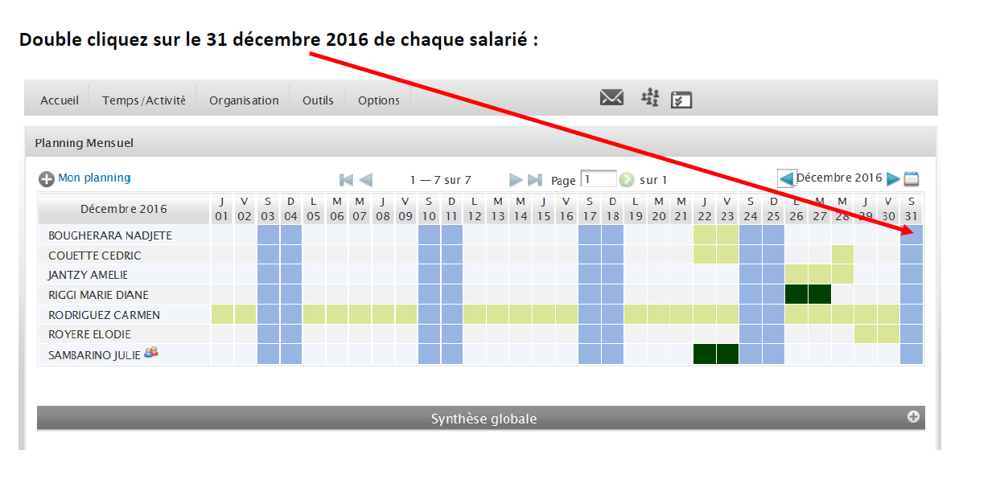 Double cliquez sur le 31 décembre 2016 de chaque salarié :
Accueil Temps/Activité Organisation Outils Options
Planning Mensuel
Mon planning 1 — 7 sur 7 Page 1 sur 1 Décembre 2016
J V S D L M M J V S D L M M J V S D L M M J V S D L M M J V S
Décembre 2016 01 02 03 04 05 06 07 08 09 10 11 12 13 14 15 16 17 18 19 20 21 22 23 24 25 26 27 28 29 30 31
BOUGHERARA NADJETE
COUETTE CEDRIC
JANTZY AMELIE
RIGGI MARIE DIANE
RODRIGUEZ CARMEN
ROYERE ELODIE
SAMBARINO JULIE
Synthèse globale